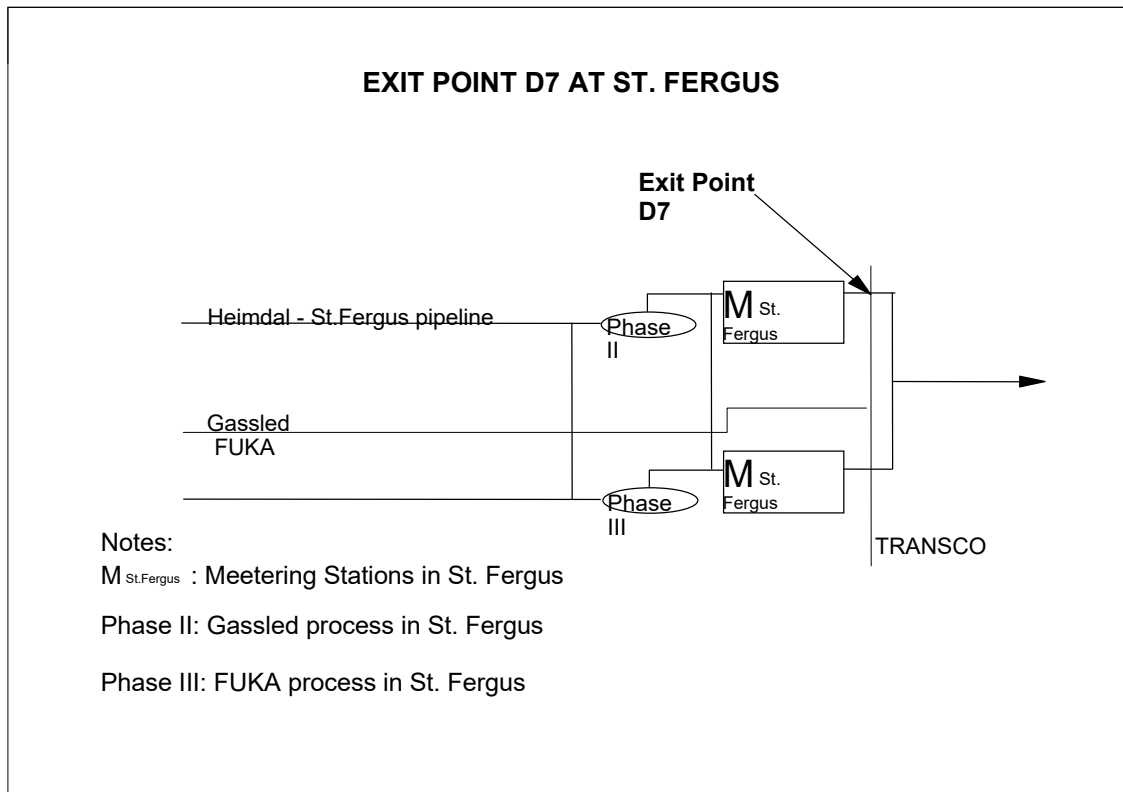 EXIT POINT D7 AT ST. FERGUS
Exit Point
D7
Heimdal - St.Fergus pipeline
Phase
II
M St.
Fergus
Gassled
FUKA
Phase
III
M St.
Fergus
TRANSCO
Notes:
M St.Fergus : Meetering Stations in St. Fergus
Phase II: Gassled process in St. Fergus
Phase III: FUKA process in St. Fergus